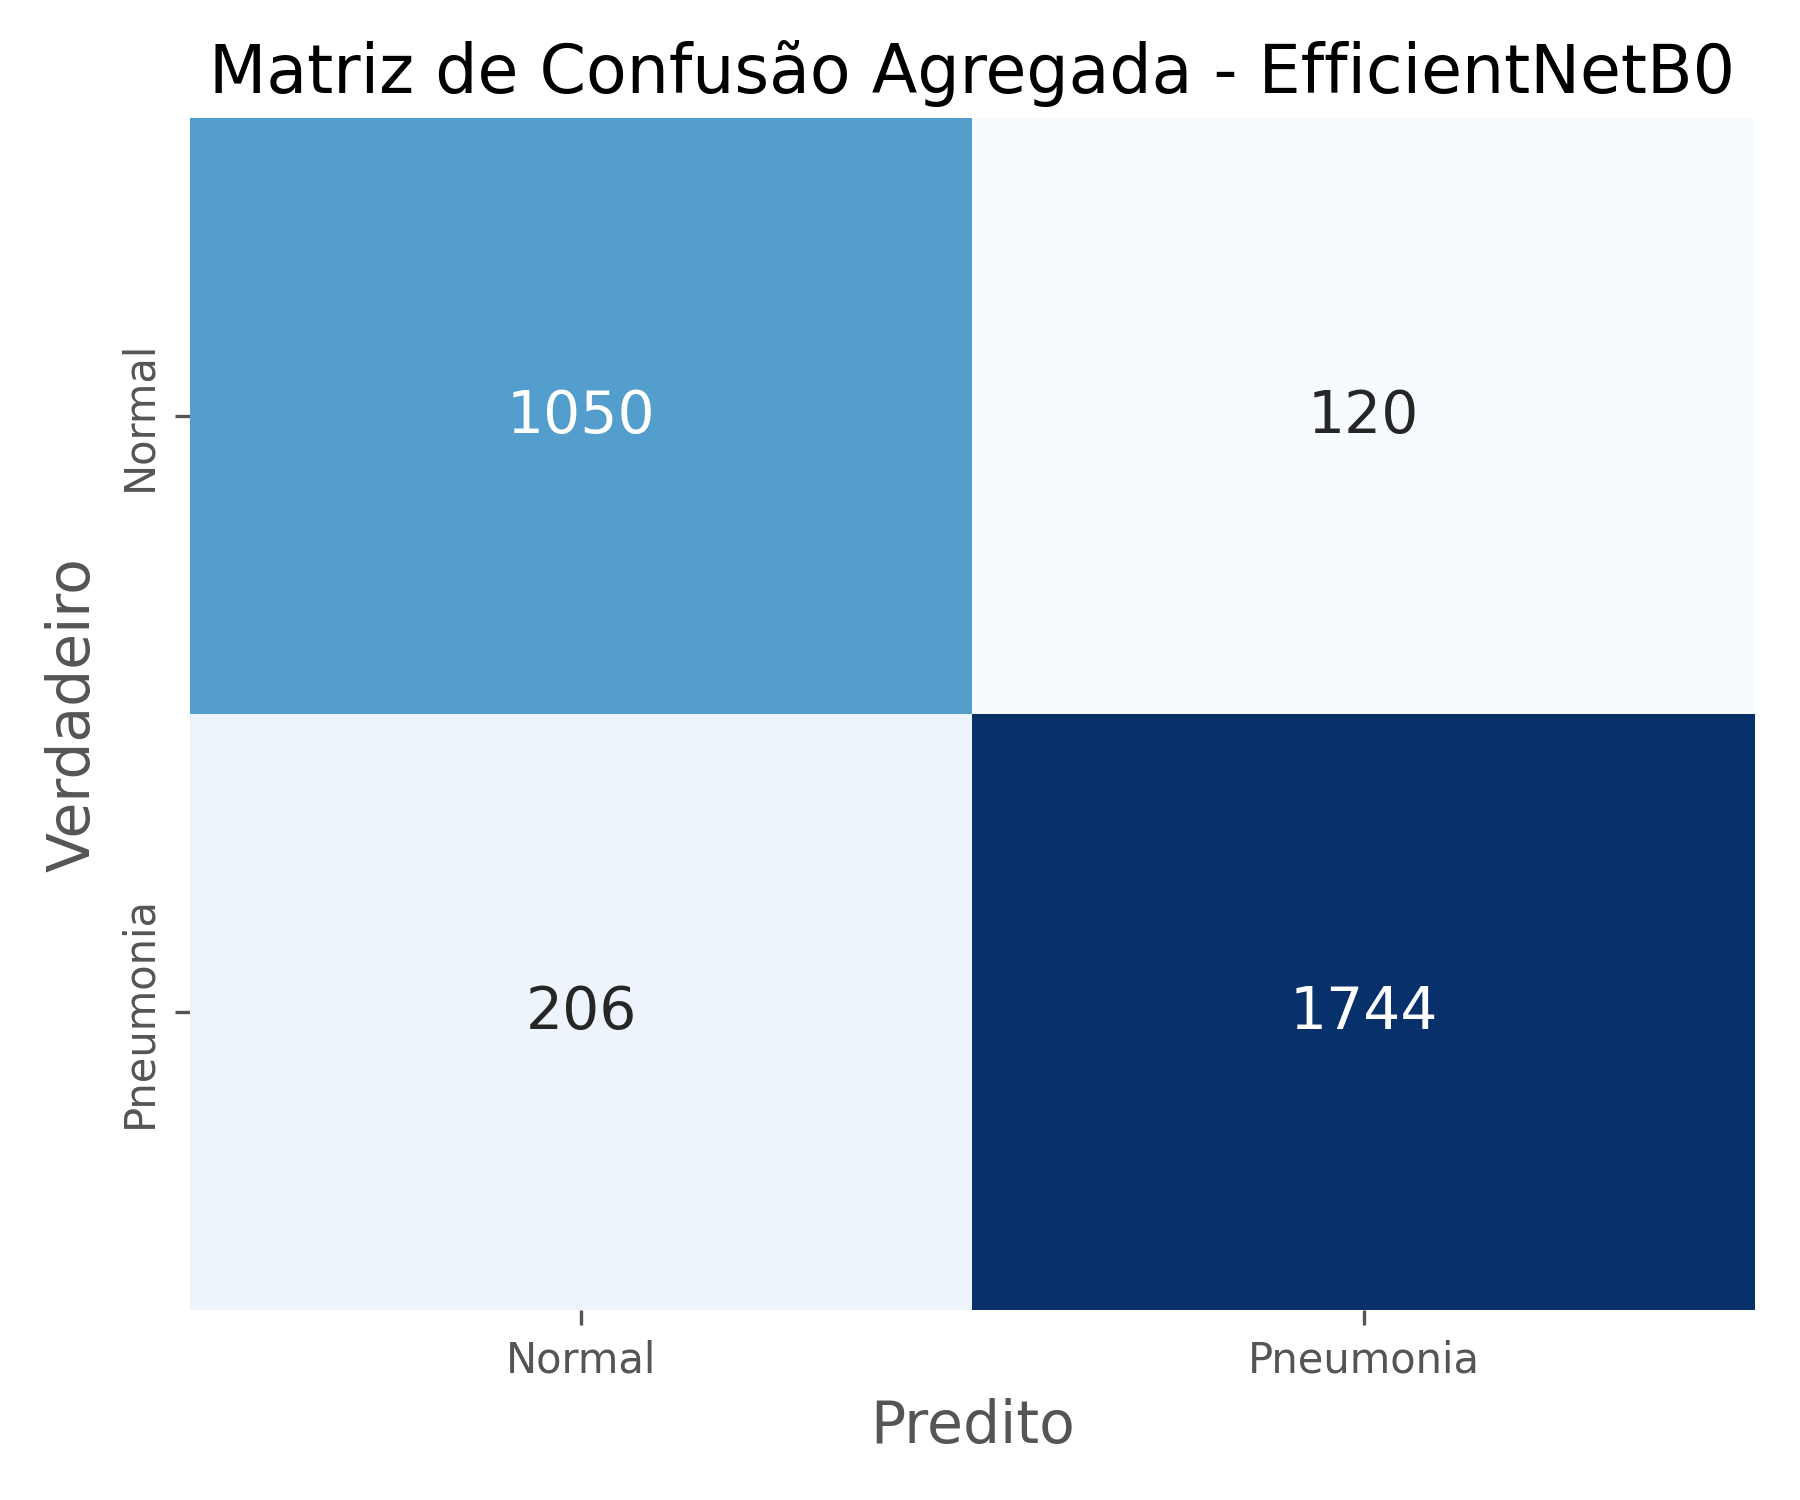 Matriz de Confusão Agregada - EfficientNetB0
Verdadeiro
Normal
1050
120
Pneumonia
206
1744
Normal
Pneumonia
Predito